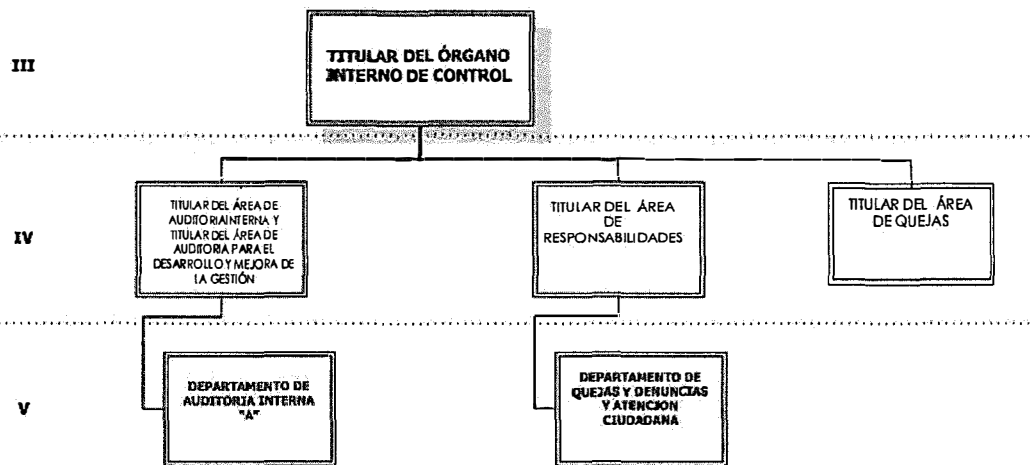 III
TITULAR DEL ÓRGANO
INTERNO DE CONTROL
IV
TITULAR DEL ÁREA DE
AUDITORIAINTERNA Y
TITULAR DEL ÁREA DE
AUDITORIA PARA EL
DESARROLLO Y MEJORA DE
LA GESTIÓN
TITULAR DEL ÁREA
DE
RESPONSABILIDADES
TITULAR DEL ÁREA
DE QUEJAS
V
DEPARTAMENTO DE
AUDITORIA INTERNA
"A"
DEPARTAMENTO DE
QUEJAS Y DENUNCIAS
Y ATENCION
CIUDADANA